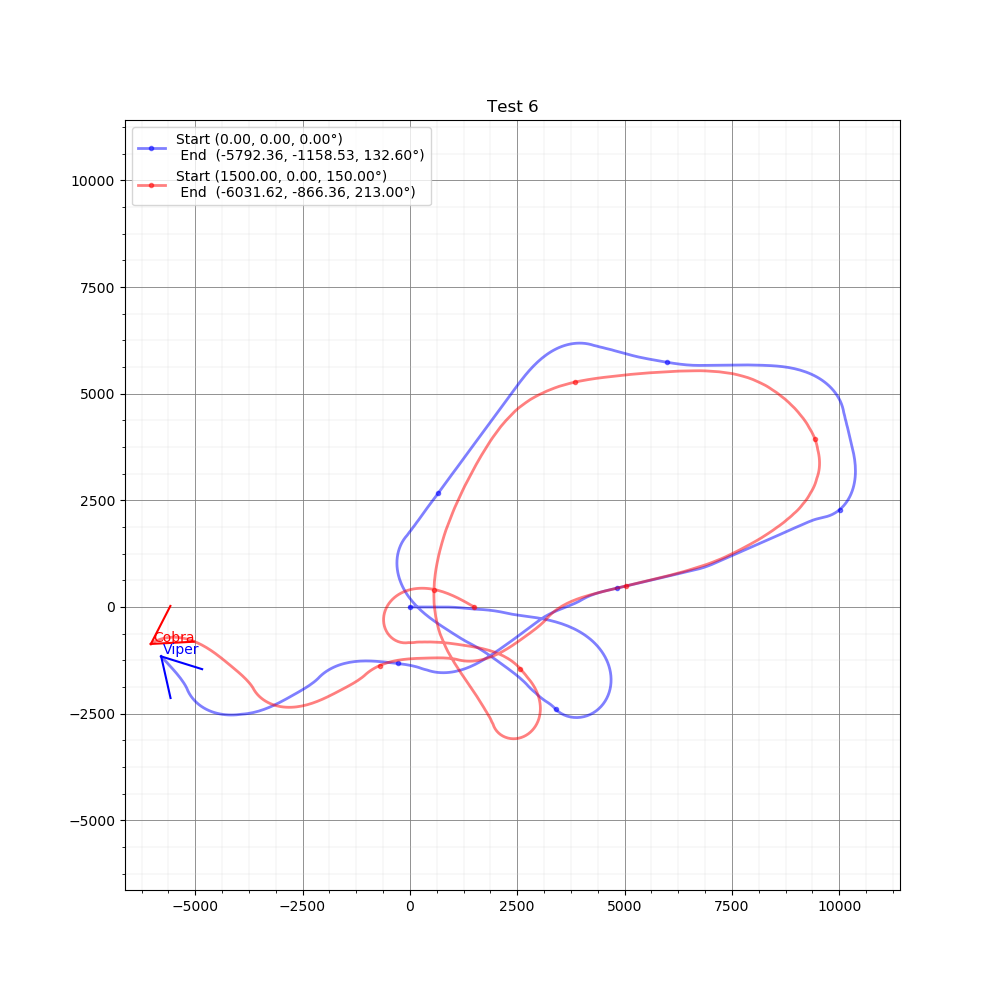 Test 6
Start (0.00, 0.00, 0.00°)
End  (-5792.36, -1158.53, 132.60°)
Start (1500.00, 0.00, 150.00°)
End  (-6031.62, -866.36, 213.00°)
10000
7500
5000
2500
0
−2500
−5000
Cobra
Viper
−5000 −2500 0 2500 5000 7500 10000